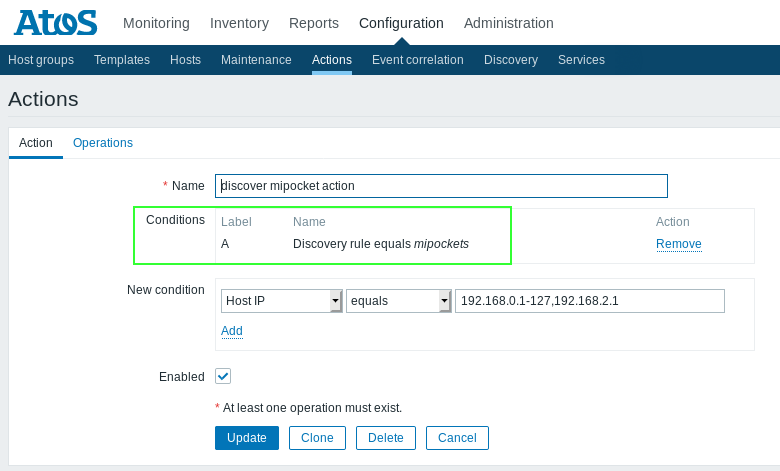 Atos Monitoring Inventory Reports Configuration Administration
Host groups Templates Hosts Maintenance Actions Event correlation Discovery Services
Actions
Action Operations
* Name discover mipocket action
Conditions Label Name Action
A Discovery rule equals mipockets Remove
New condition
Host IP equals 192.168.0.1-127,192.168.2.1
Add
Enabled
* At least one operation must exist.
Update Clone Delete Cancel